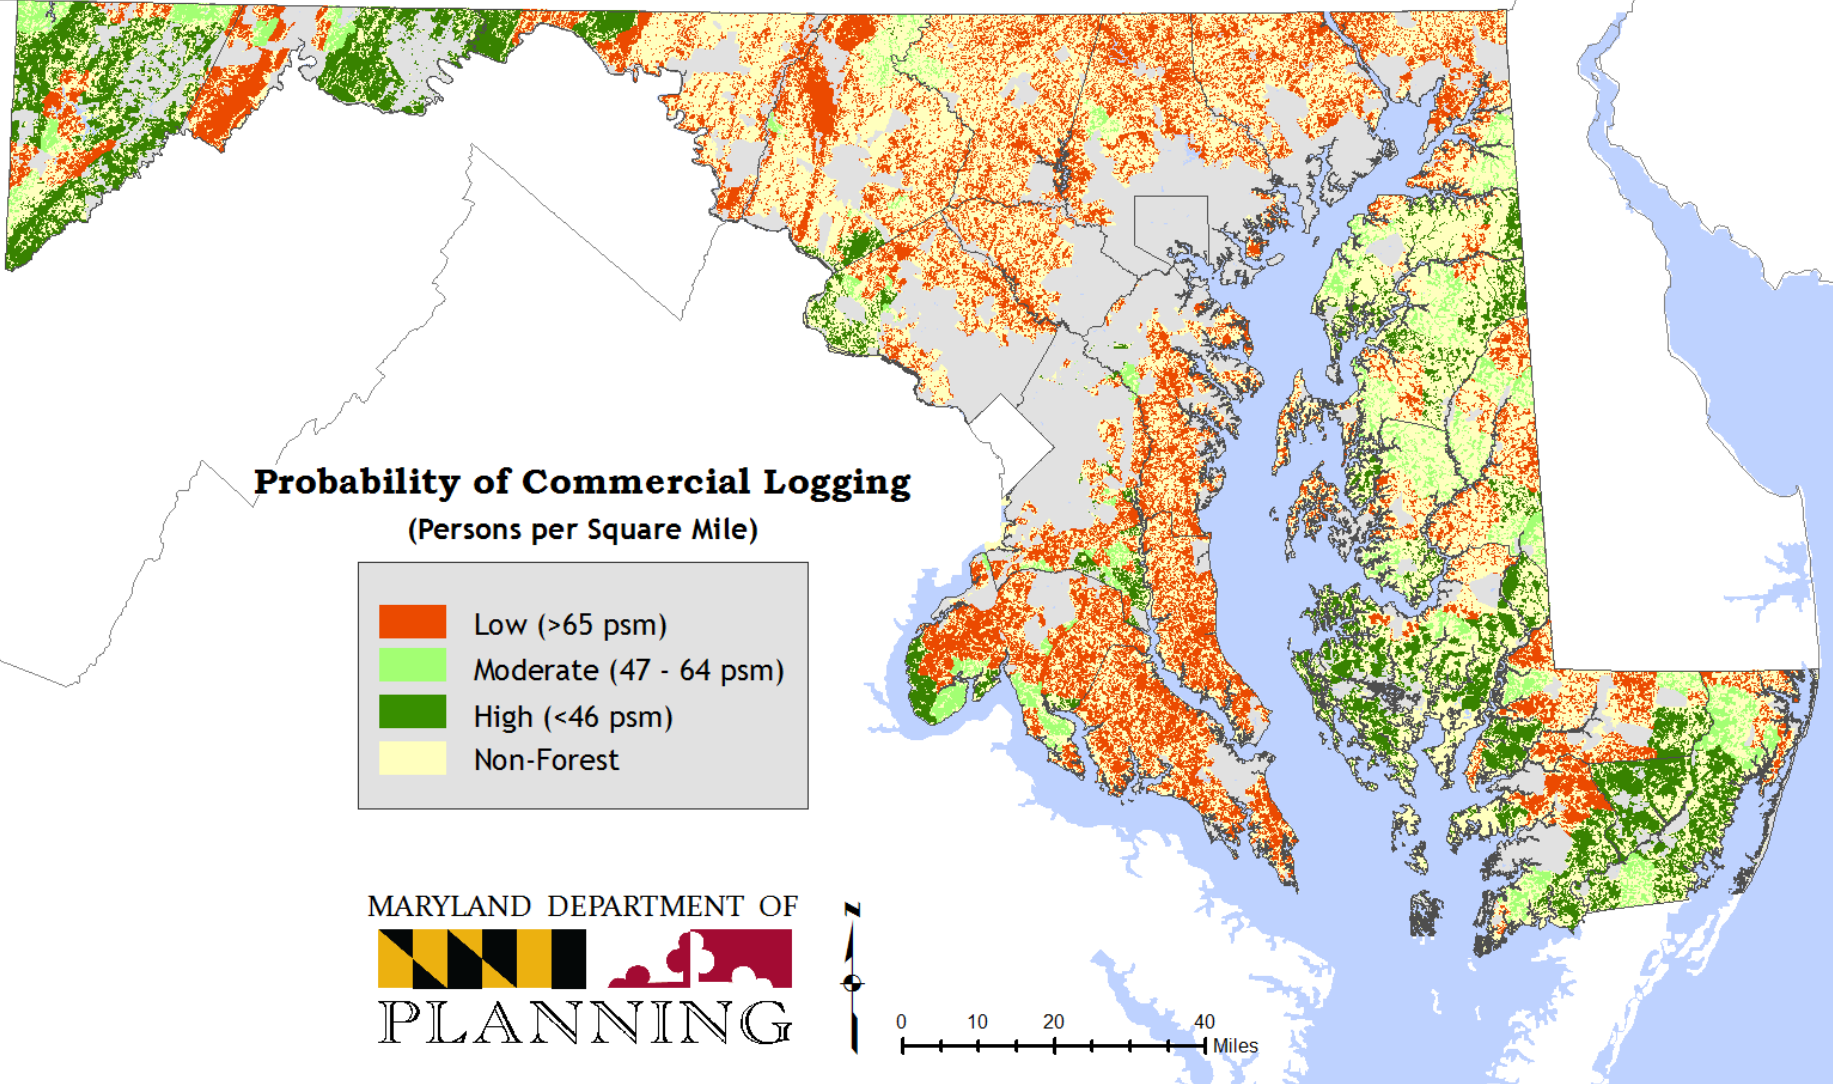 Probability of Commercial Logging
(Persons per Square Mile)
Low (>65 psm)
Moderate (47 - 64 psm)
High (<46 psm)
Non-Forest
MARYLAND DEPARTMENT OF
PLANNING
N
0 10 20 40
Miles